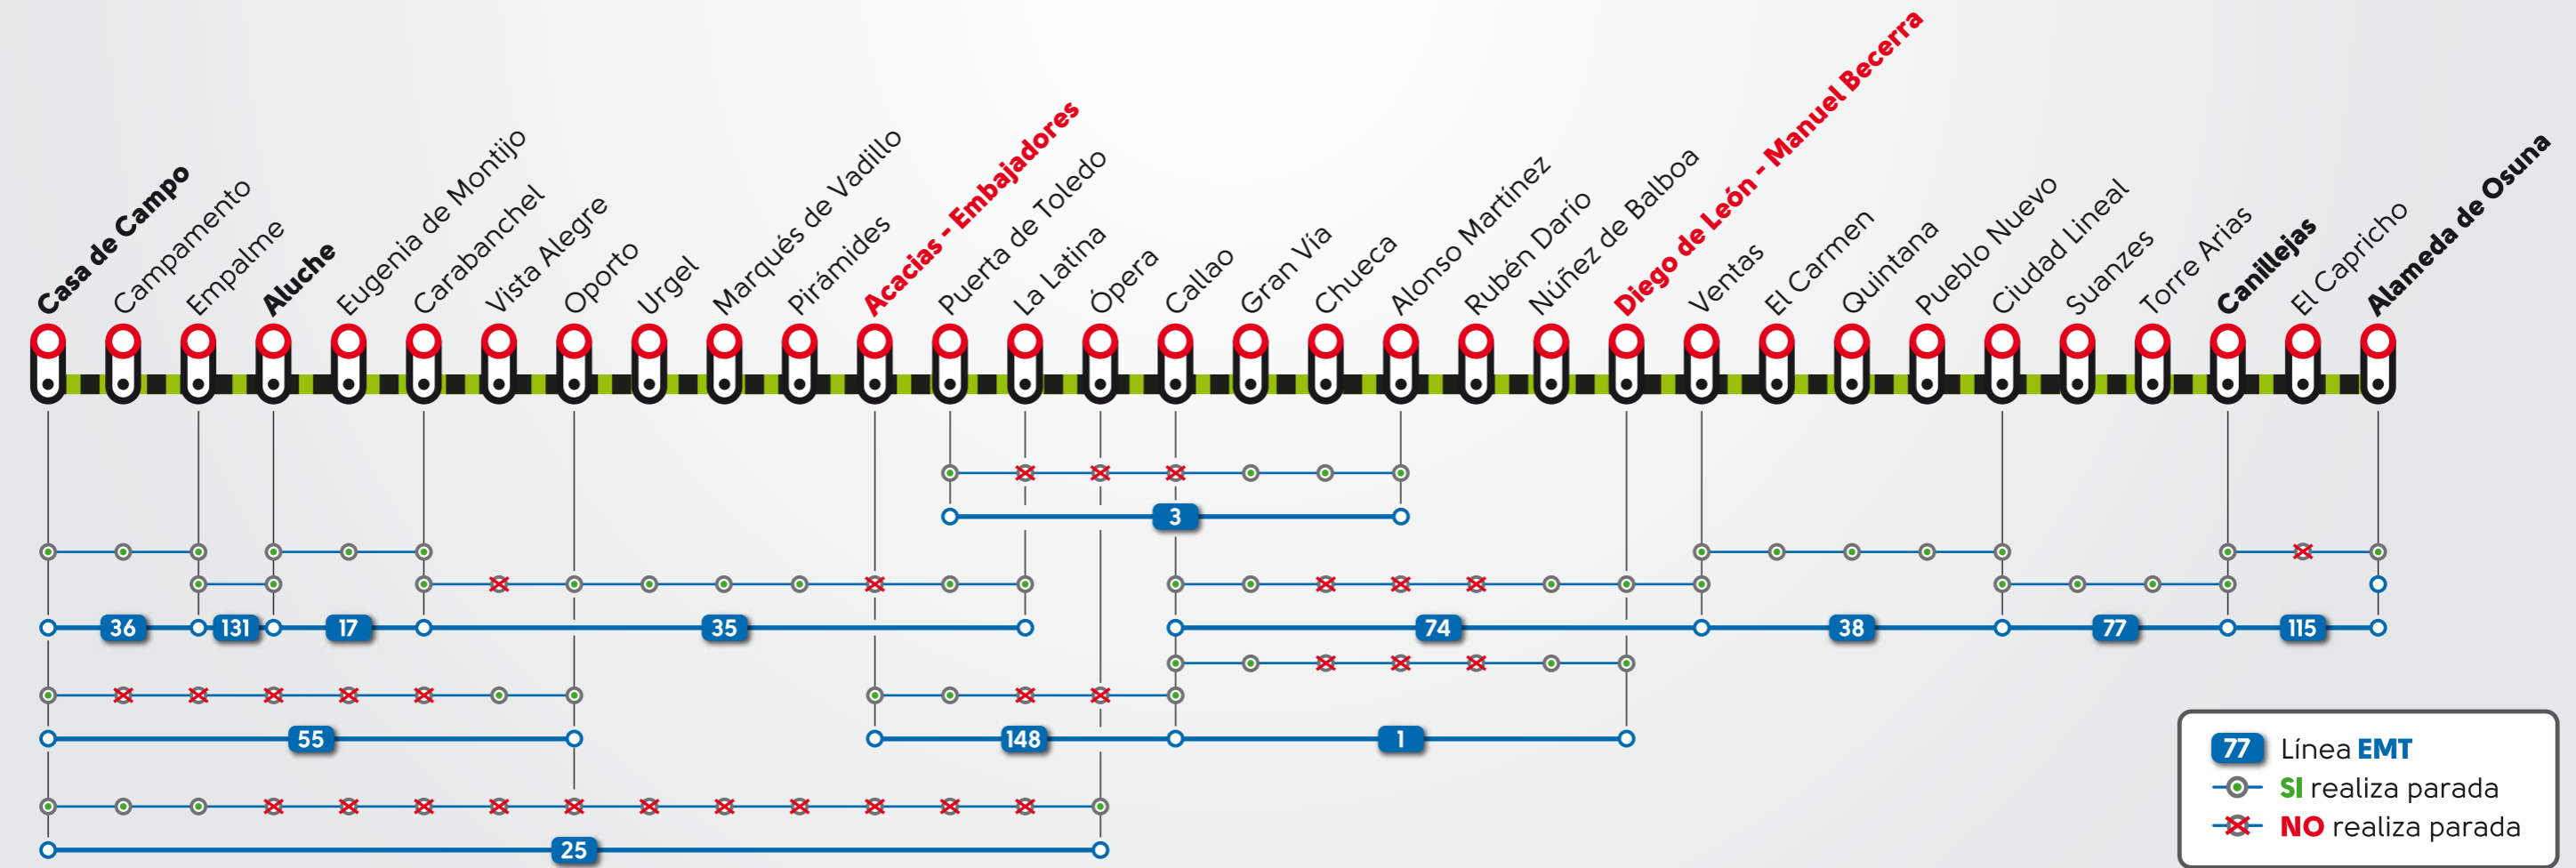 Casa de Campo
Campamento
Empalme
Aluche
Eugenia de Montijo
Carabanchel
Vista Alegre
Oporto
Urgel
Marqués de Vadillo
Pirámides
Acacias - Embajadores
Puerta de Toledo
La Latina
Ópera
Callao
Gran Vía
Chueca
Alonso Martínez
Rubén Darío
Núñez de Balboa
Diego de León - Manuel Becerra
Ventas
El Carmen
Quintana
Pueblo Nuevo
Ciudad Lineal
Suanzes
Torre Arias
Canillejas
El Capricho
Alameda de Osuna
3
36
131
17
35
74
38
77
115
55
148
1
25
77 Línea EMT
SI realiza parada
NO realiza parada